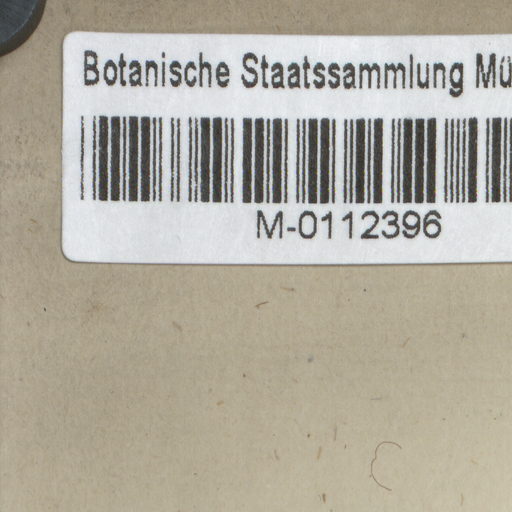 Botanische Staatssammlung Mü
M-0112396